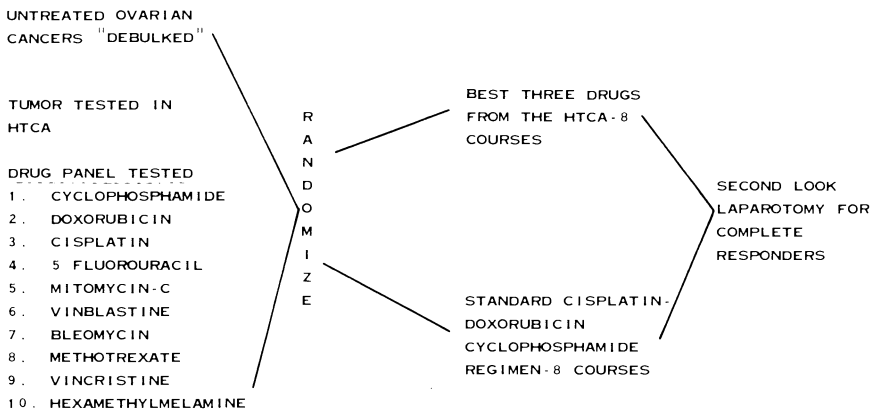 UNTREATED OVARIAN
CANCERS "DEBULKED"
TUMOR TESTED IN
HTCA
DRUG PANEL TESTED
1. CYCLOPHOSPHAMIDE
2. DOXORUBICIN
3. CISPLATIN
4. 5 FLUOROURACIL
5. MITOMYCIN-C
6. VINBLASTINE
7. BLEOMYCIN
8. METHOTREXATE
9. VINCRISTINE
10. HEXAMETHYLMELAMINE
RANDOMIZE
BEST THREE DRUGS
FROM THE HTCA-8
COURSES
STANDARD CISPLATIN-
DOXORUBICIN
CYCLOPHOSPHAMIDE
REGIMEN-8 COURSES
SECOND LOOK
LAPAROTOMY FOR
COMPLETE
RESPONDERS